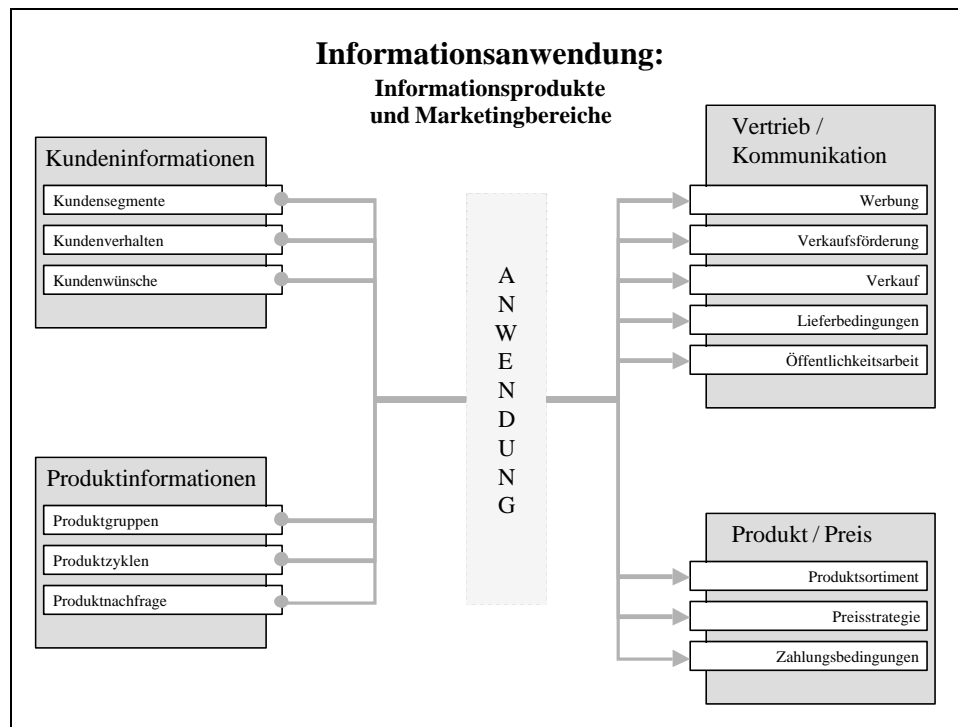 Informationsanwendung:
Informationsprodukte
und Marketingbereiche
Kundeninformationen
Kundensegmente
Kundenverhalten
Kundenwünsche
Produktinformationen
Produktgruppen
Produktzyklen
Produktnachfrage
A
N
W
E
N
D
U
N
G
Vertrieb /
Kommunikation
Werbung
Verkaufsförderung
Verkauf
Lieferbedingungen
Öffentlichkeitsarbeit
Produkt / Preis
Produktsortiment
Preisstrategie
Zahlungsbedingungen